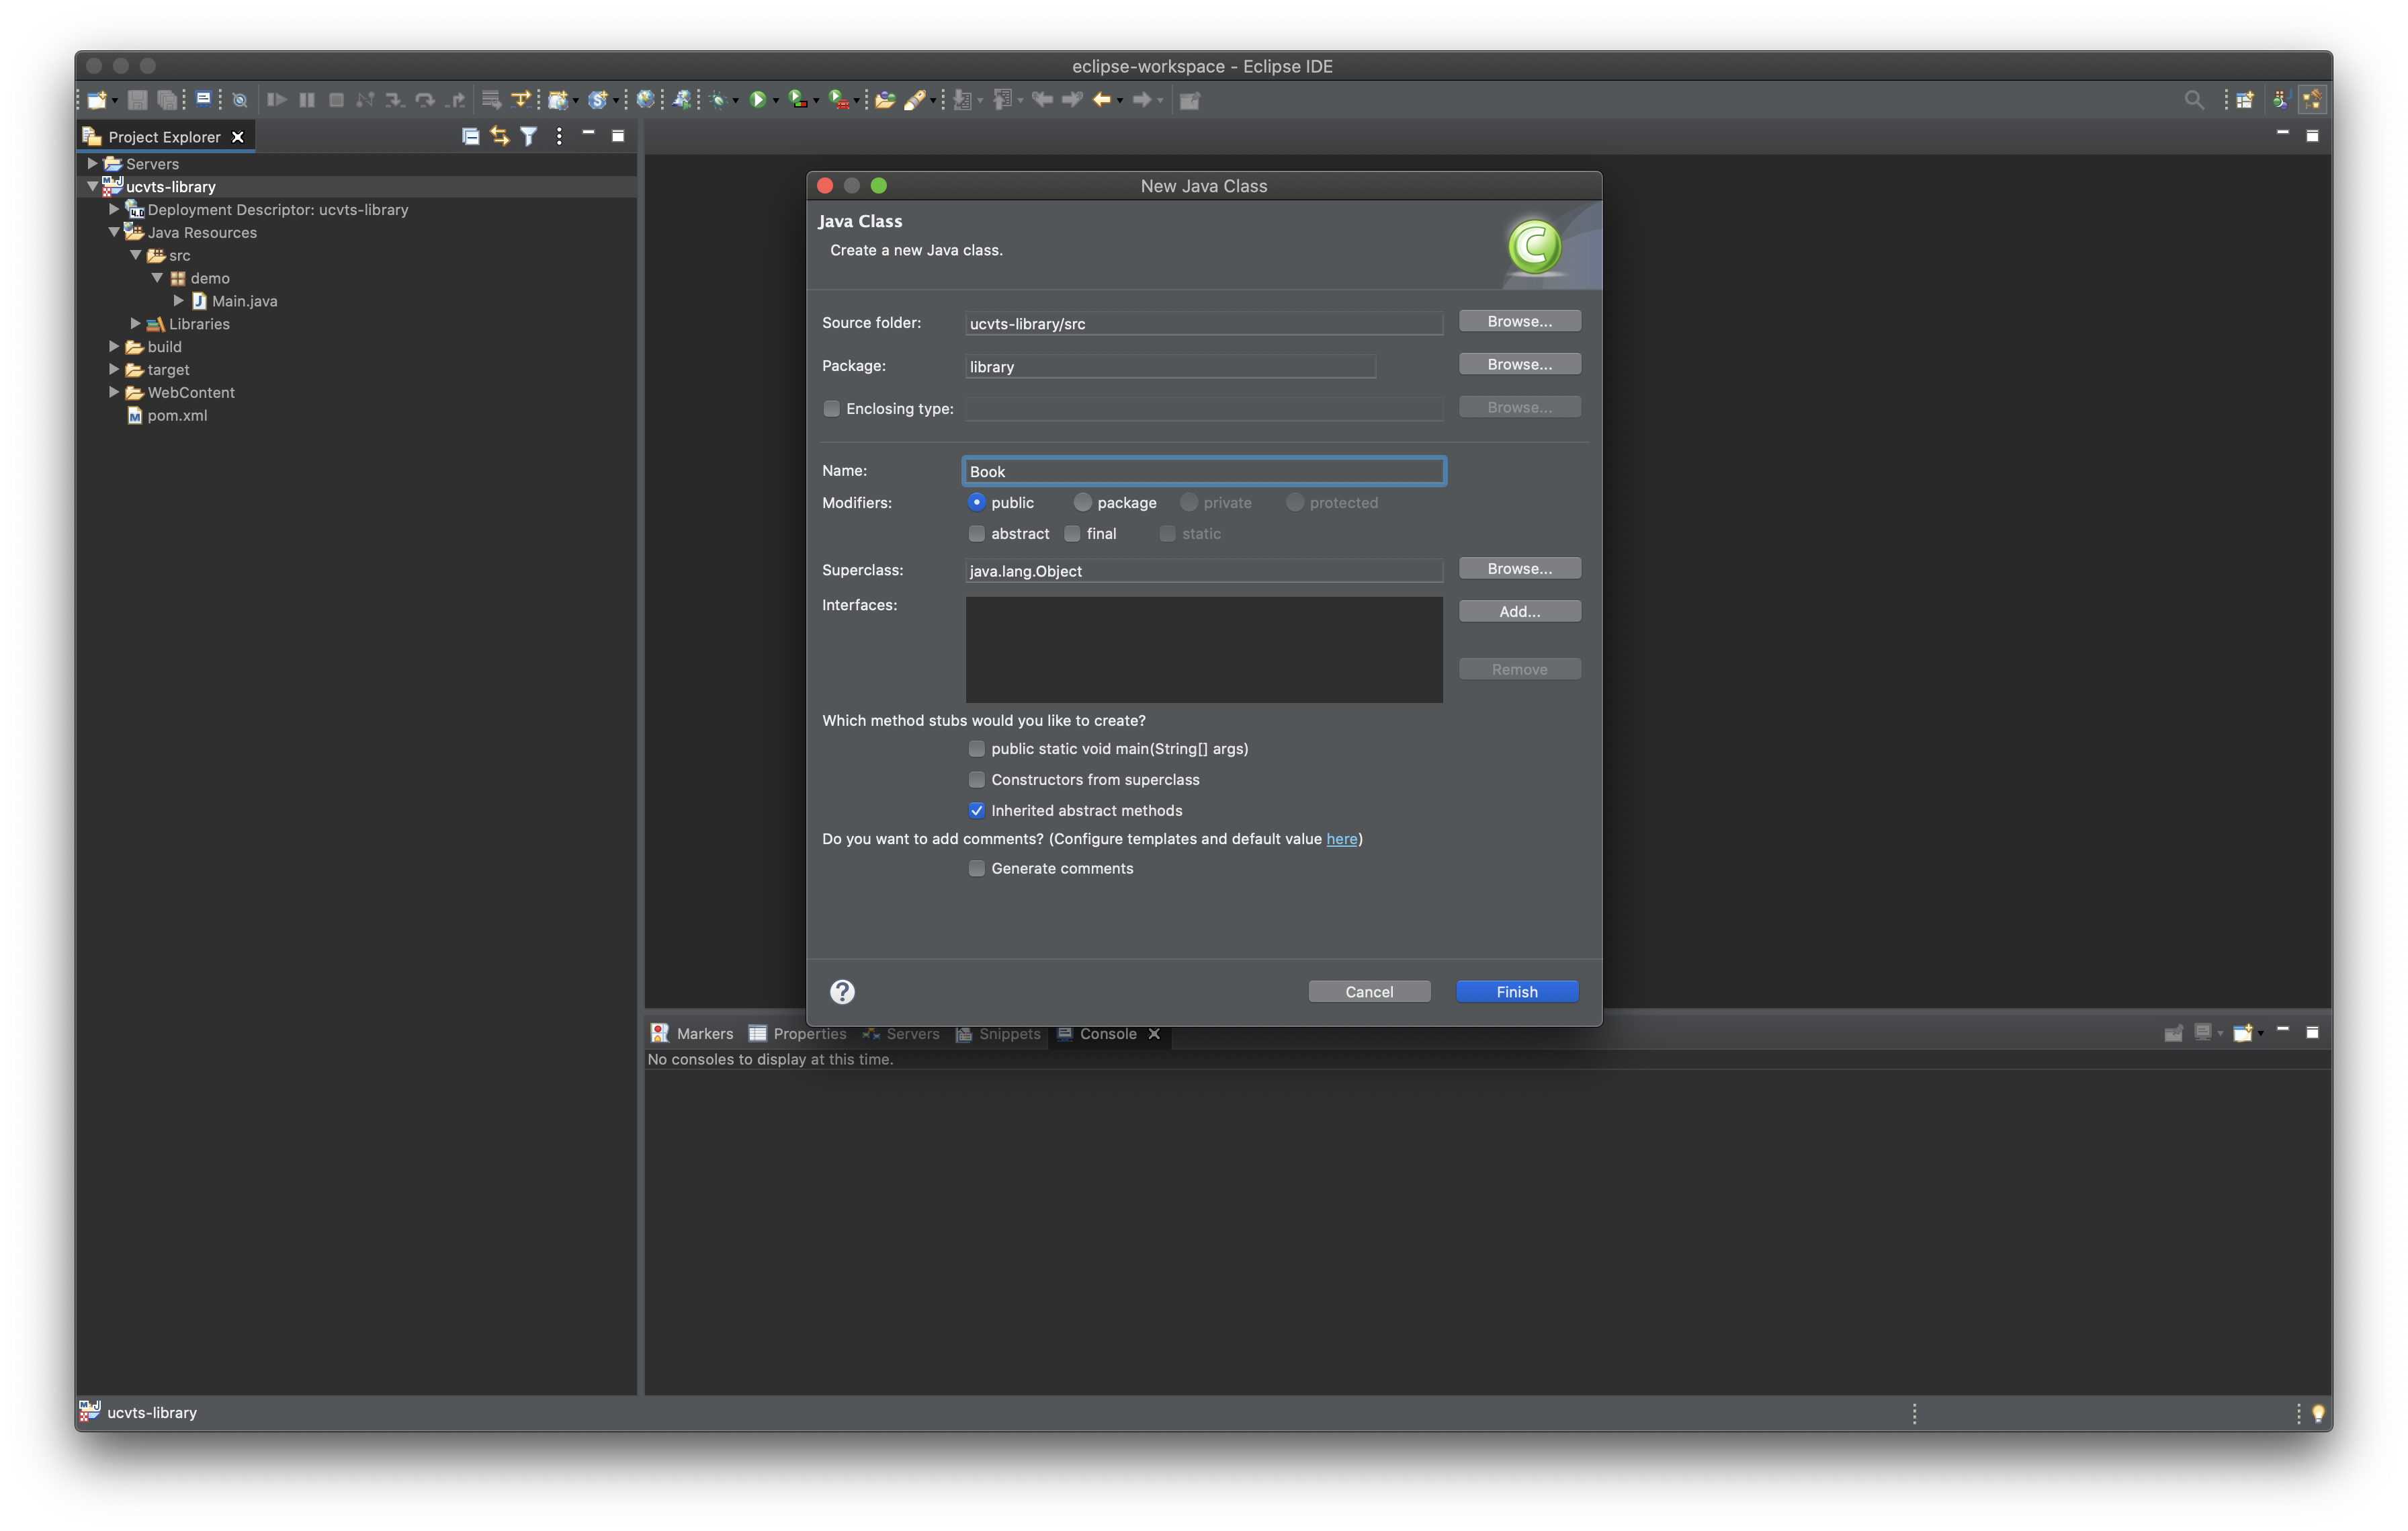 eclipse-workspace - Eclipse IDE
Project Explorer
Servers
ucvts-library
Deployment Descriptor: ucvts-library
Java Resources
src
demo
Main.java
Libraries
build
target
WebContent
pom.xml
New Java Class
Java Class
Create a new Java class.
Source folder: ucvts-library/src Browse...
Package: library Browse...
Enclosing type: Browse...
Name: Book
Modifiers: public package private protected
abstract final static
Superclass: java.lang.Object Browse...
Interfaces: Add...
Remove
Which method stubs would you like to create?
public static void main(String[] args)
Constructors from superclass
Inherited abstract methods
Do you want to add comments? (Configure templates and default value here)
Generate comments
? Cancel Finish
Markers Properties Servers Snippets Console
No consoles to display at this time.
ucvts-library